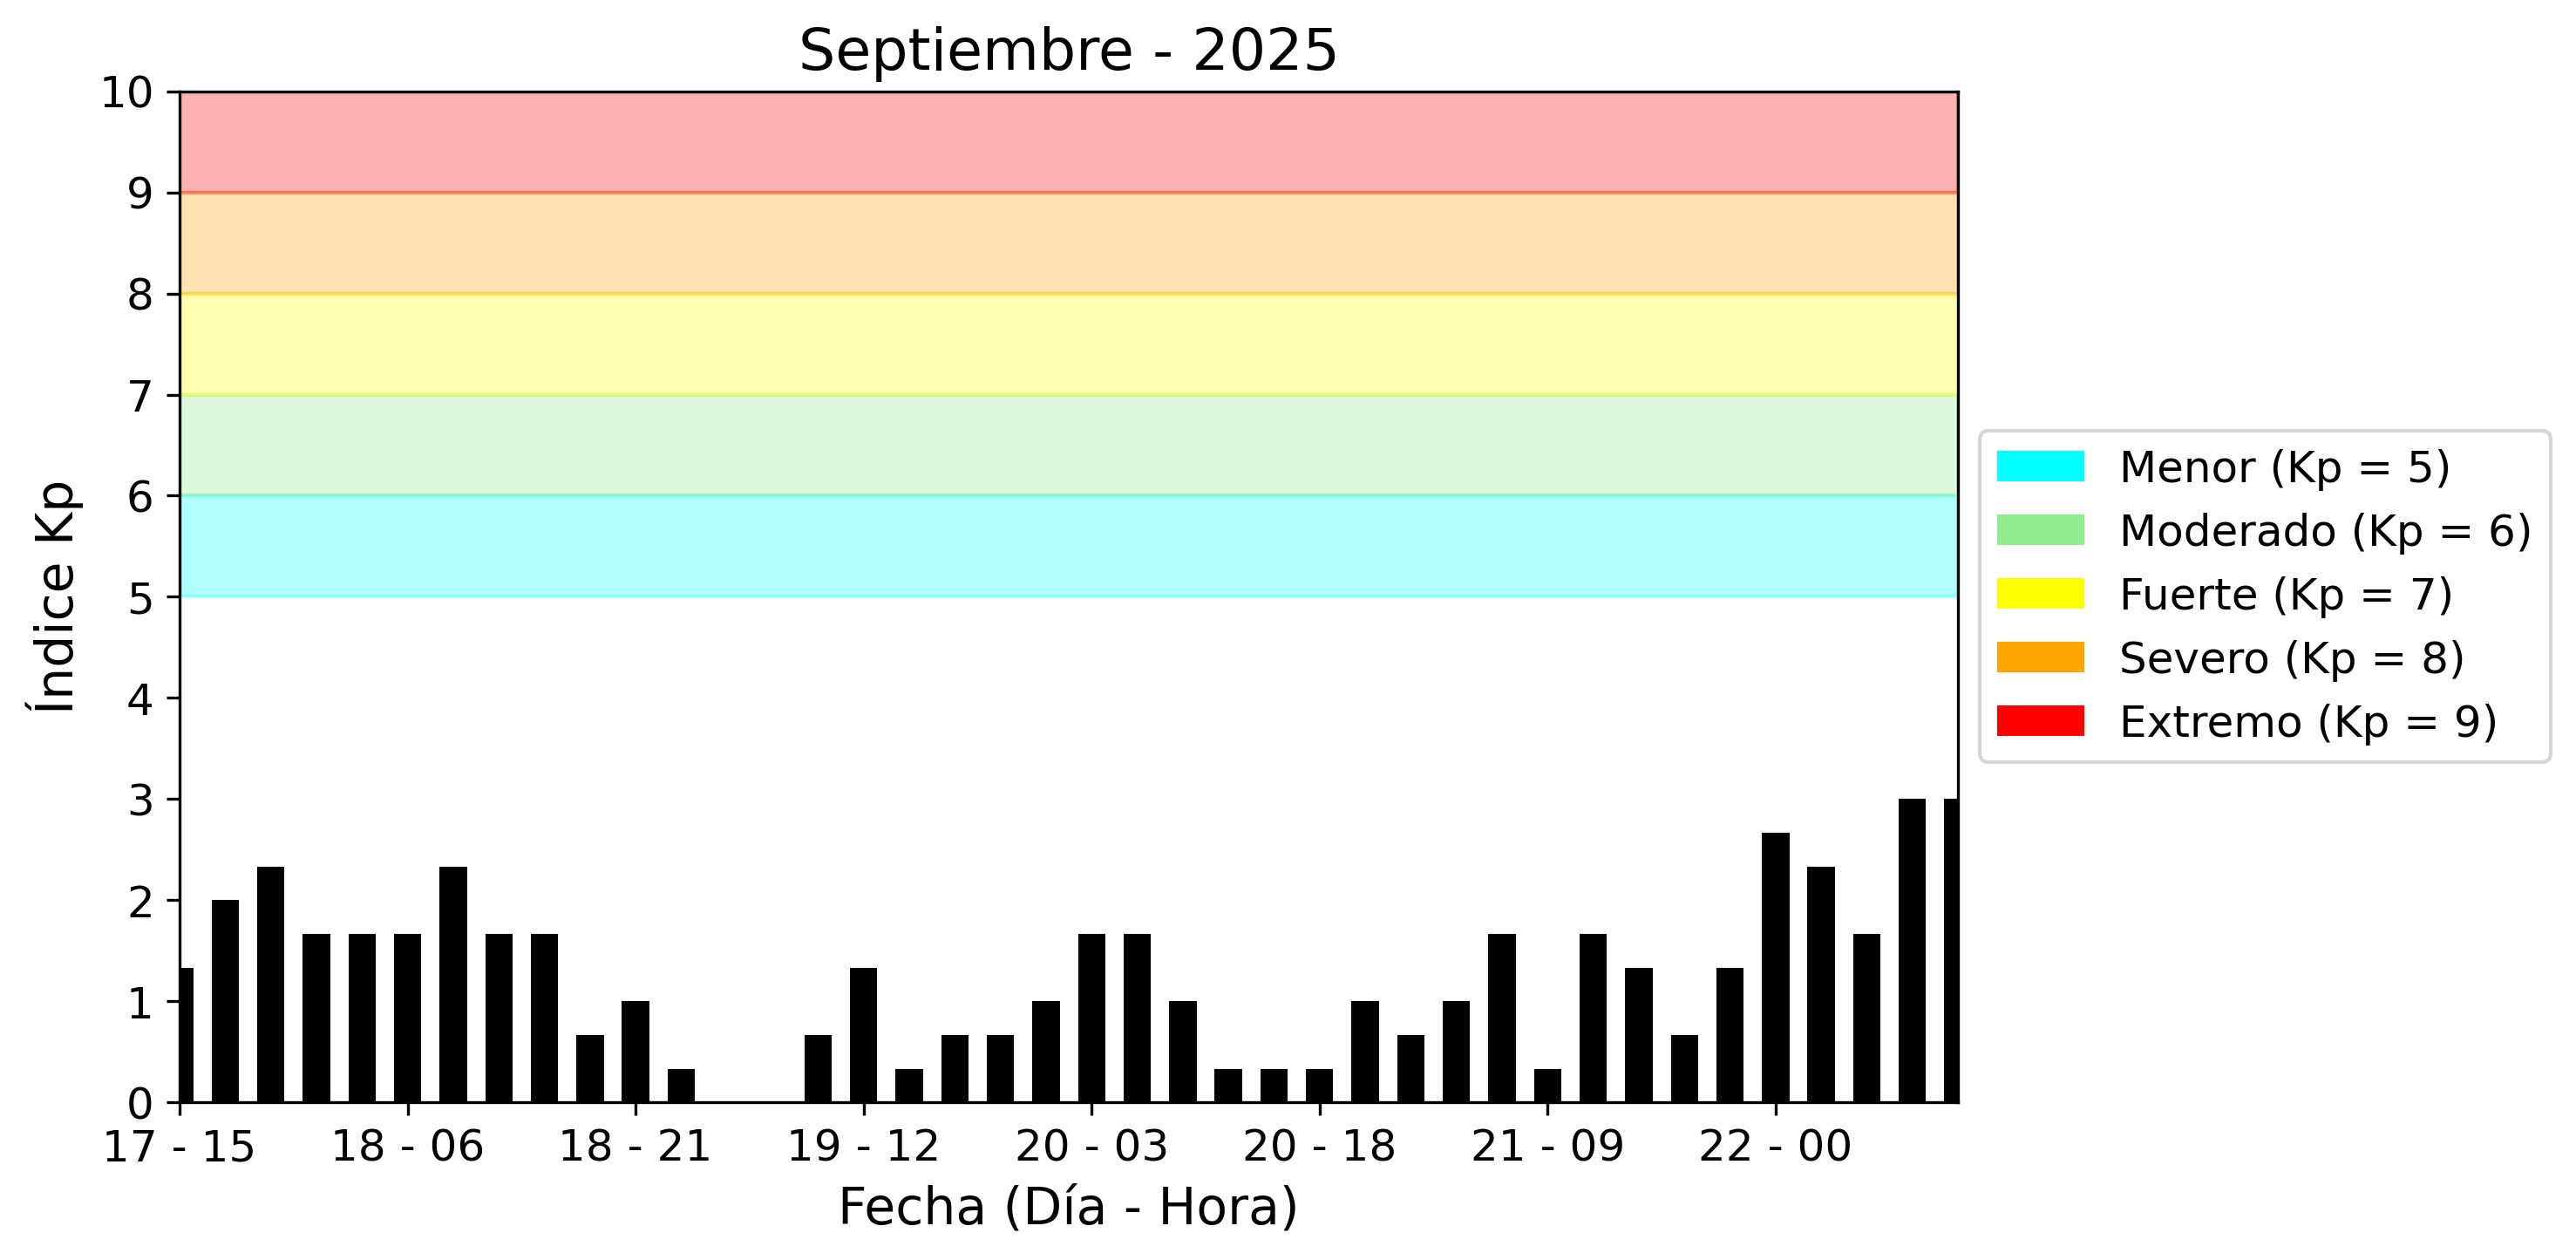 Septiembre - 2025
10
9
8
7
6
5
4
3
2
1
0
Índice Kp
17 - 15
18 - 06
18 - 21
19 - 12
20 - 03
20 - 18
21 - 09
22 - 00
Fecha (Día - Hora)
Menor (Kp = 5)
Moderado (Kp = 6)
Fuerte (Kp = 7)
Severo (Kp = 8)
Extremo (Kp = 9)